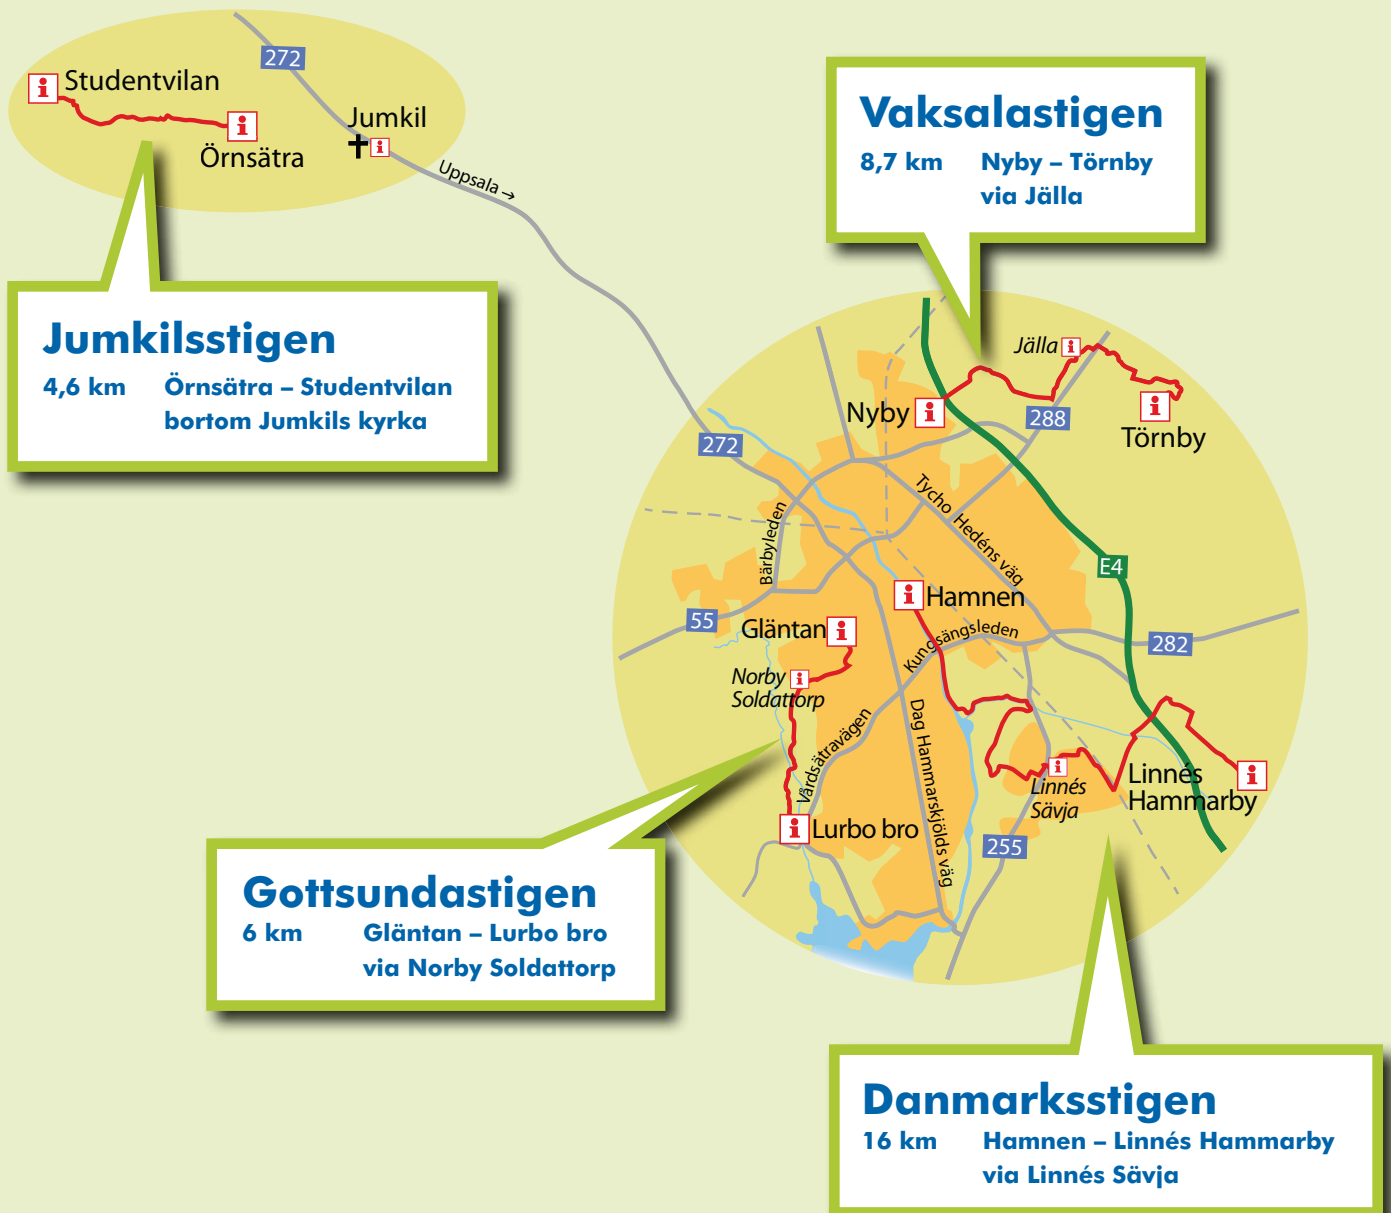 272
Studentvilan
Jumkil
Örnsätra
Uppsala →
Vaksalastigen
8,7 km Nyby – Törnby
via Jälla
Jumkilsstigen
4,6 km Örnsätra – Studentvilan
bortom Jumkils kyrka
Jälla
Nyby
288
Törnby
272
Tycho Hedéns väg
Bärbyleden
E4
Hamnen
55
Gläntan
Kungsängsleden
282
Norby
Soldattorp
Dag Hammarskjölds väg
Vårdsätravägen
Linnés
Hammarby
Linnés
Sävja
Lurbo bro
255
Gottsundastigen
6 km Gläntan – Lurbo bro
via Norby Soldattorp
Danmarksstigen
16 km Hamnen – Linnés Hammarby
via Linnés Sävja